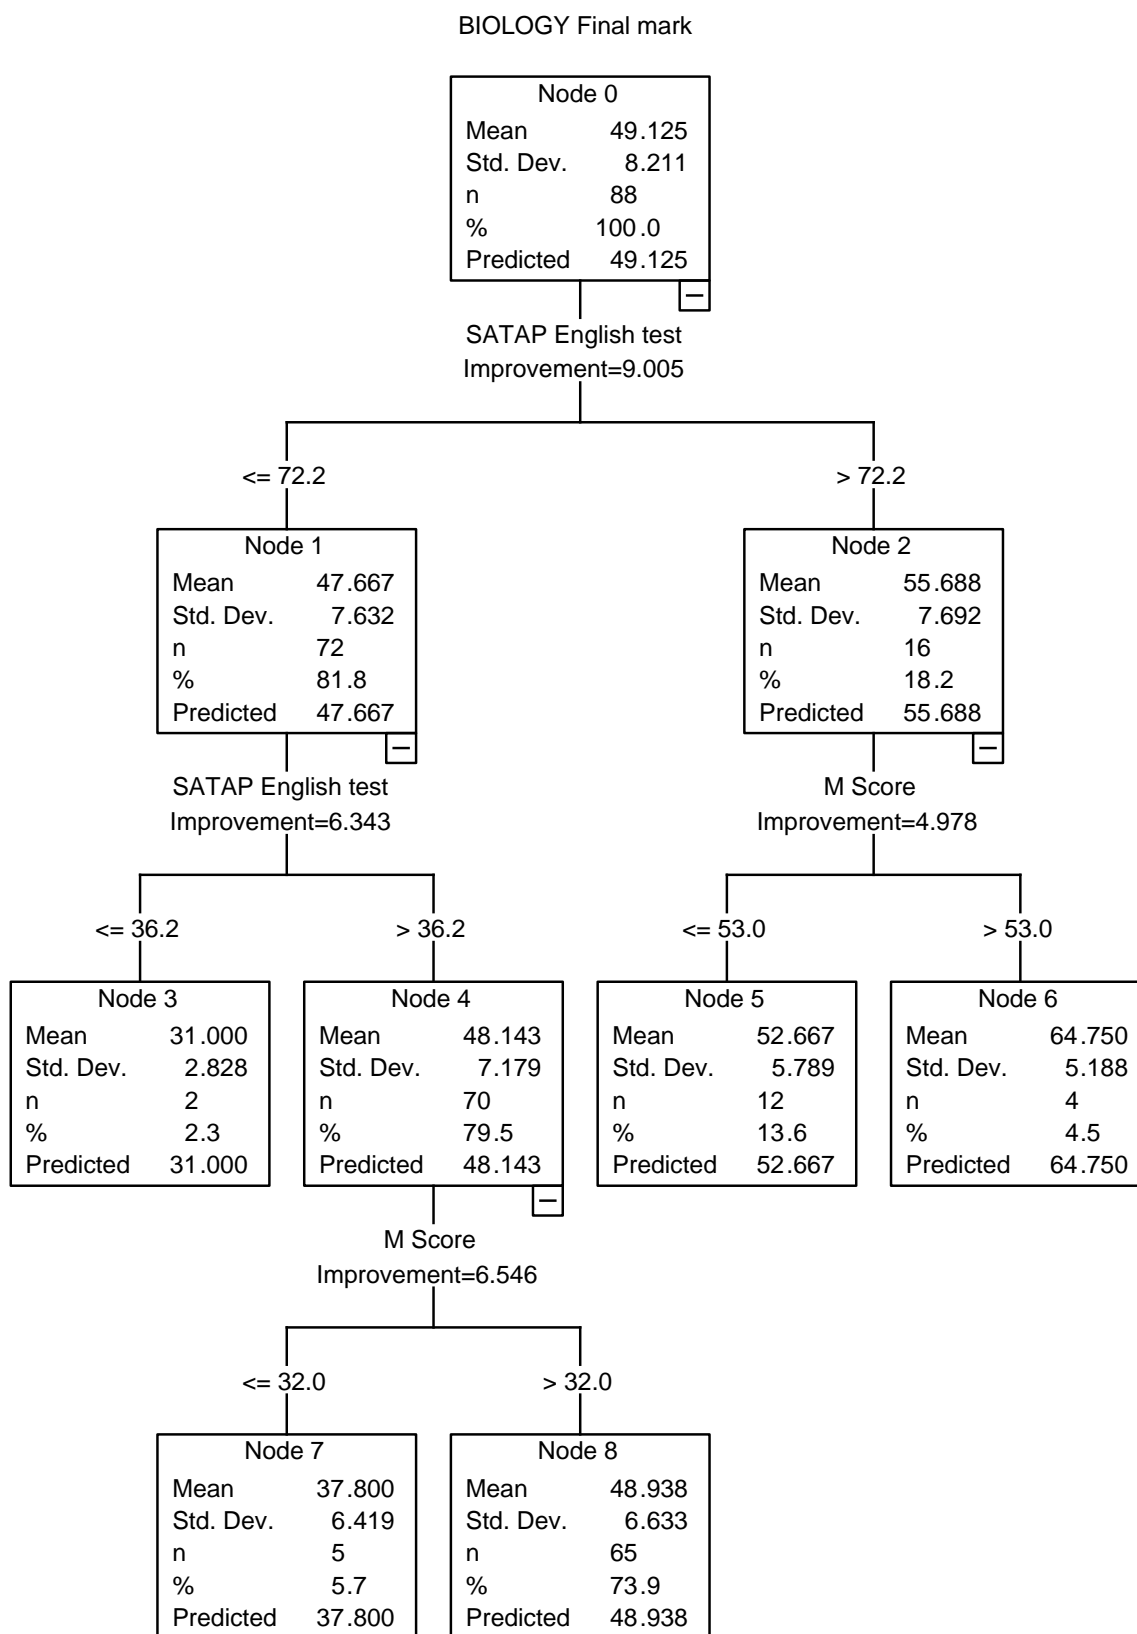 BIOLOGY Final mark
Node 0
Mean 49.125
Std. Dev. 8.211
n 88
% 100.0
Predicted 49.125
SATAP English test
Improvement=9.005
<= 72.2
> 72.2
Node 1
Mean 47.667
Std. Dev. 7.632
n 72
% 81.8
Predicted 47.667
Node 2
Mean 55.688
Std. Dev. 7.692
n 16
% 18.2
Predicted 55.688
SATAP English test
Improvement=6.343
M Score
Improvement=4.978
<= 36.2
> 36.2
<= 53.0
> 53.0
Node 3
Mean 31.000
Std. Dev. 2.828
n 2
% 2.3
Predicted 31.000
Node 4
Mean 48.143
Std. Dev. 7.179
n 70
% 79.5
Predicted 48.143
Node 5
Mean 52.667
Std. Dev. 5.789
n 12
% 13.6
Predicted 52.667
Node 6
Mean 64.750
Std. Dev. 5.188
n 4
% 4.5
Predicted 64.750
M Score
Improvement=6.546
<= 32.0
> 32.0
Node 7
Mean 37.800
Std. Dev. 6.419
n 5
% 5.7
Predicted 37.800
Node 8
Mean 48.938
Std. Dev. 6.633
n 65
% 73.9
Predicted 48.938